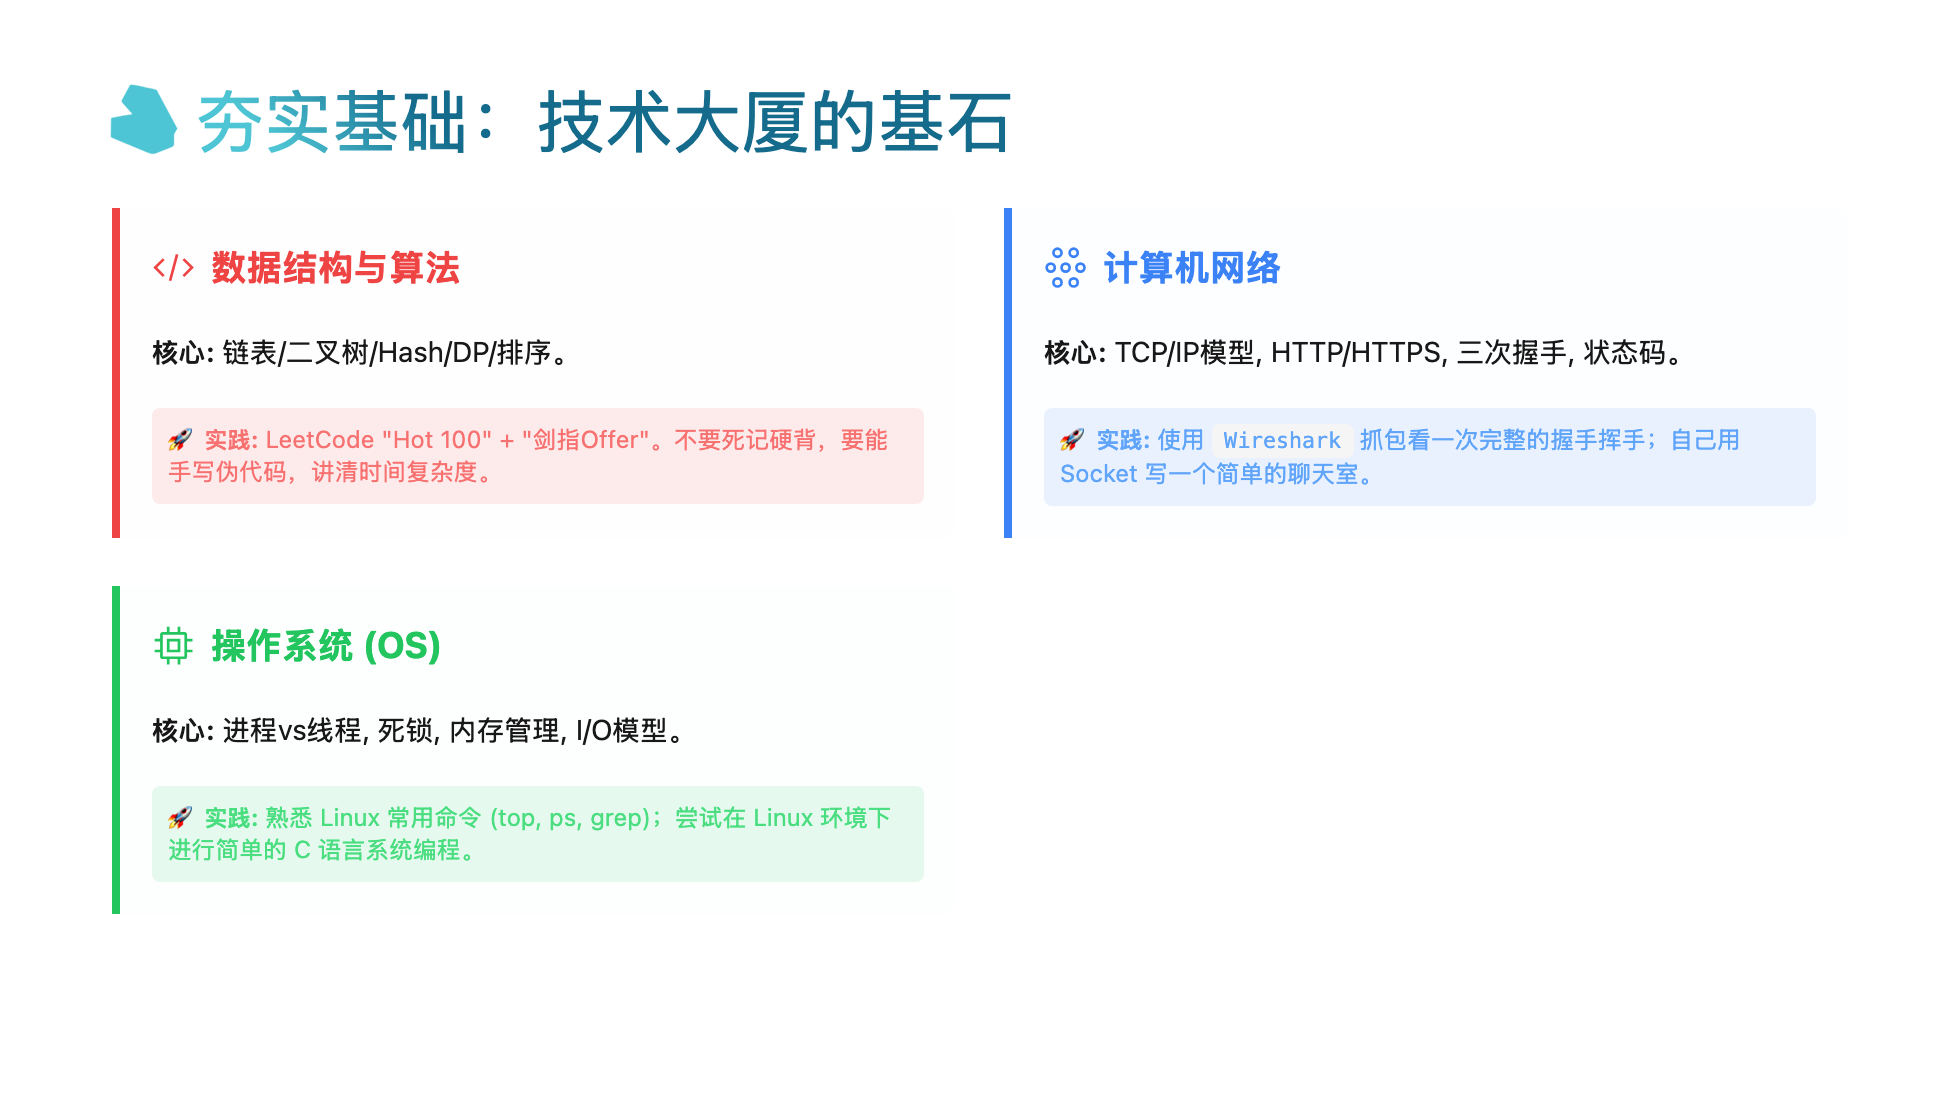 夯实基础：技术大厦的基石
数据结构与算法
核心: 链表/二叉树/Hash/DP/排序。
🚀 实践: LeetCode "Hot 100" + "剑指Offer"。不要死记硬背，要能
手写伪代码，讲清时间复杂度。
计算机网络
核心: TCP/IP模型, HTTP/HTTPS, 三次握手, 状态码。
🚀 实践: 使用 Wireshark 抓包看一次完整的握手挥手；自己用
Socket 写一个简单的聊天室。
操作系统 (OS)
核心: 进程vs线程, 死锁, 内存管理, I/O模型。
🚀 实践: 熟悉 Linux 常用命令 (top, ps, grep)；尝试在 Linux 环境下
进行简单的 C 语言系统编程。